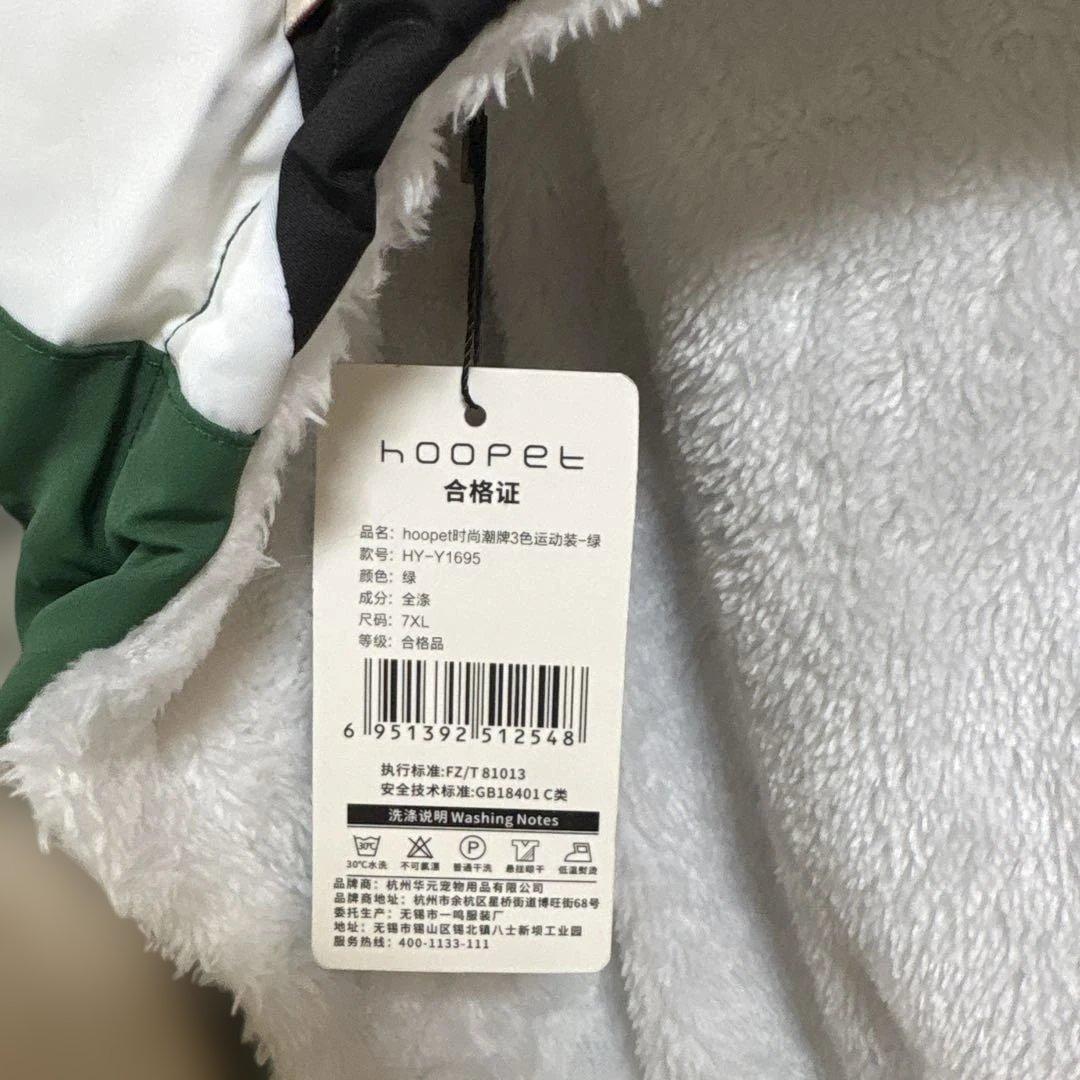 hoopet
合格证
品名：hoopet时尚潮牌3色运动装-绿
款号：HY-Y1695
颜色：绿
成分：全涤
尺码：7XL
等级：合格品
6 951392 512548
执行标准:FZ/T 81013
安全技术标准:GB18401 C类
洗涤说明 Washing Notes
30℃
P
30℃水洗 不可氯漂 普通干洗 悬挂晾干 低温熨烫
品牌商：杭州华元宠物用品有限公司
品牌商地址：杭州市余杭区星桥街道博旺街68号
委托生产：无锡市一鸣服装厂
地址：无锡市锡山区锡北镇八士新坝工业园
服务热线：400-1133-111